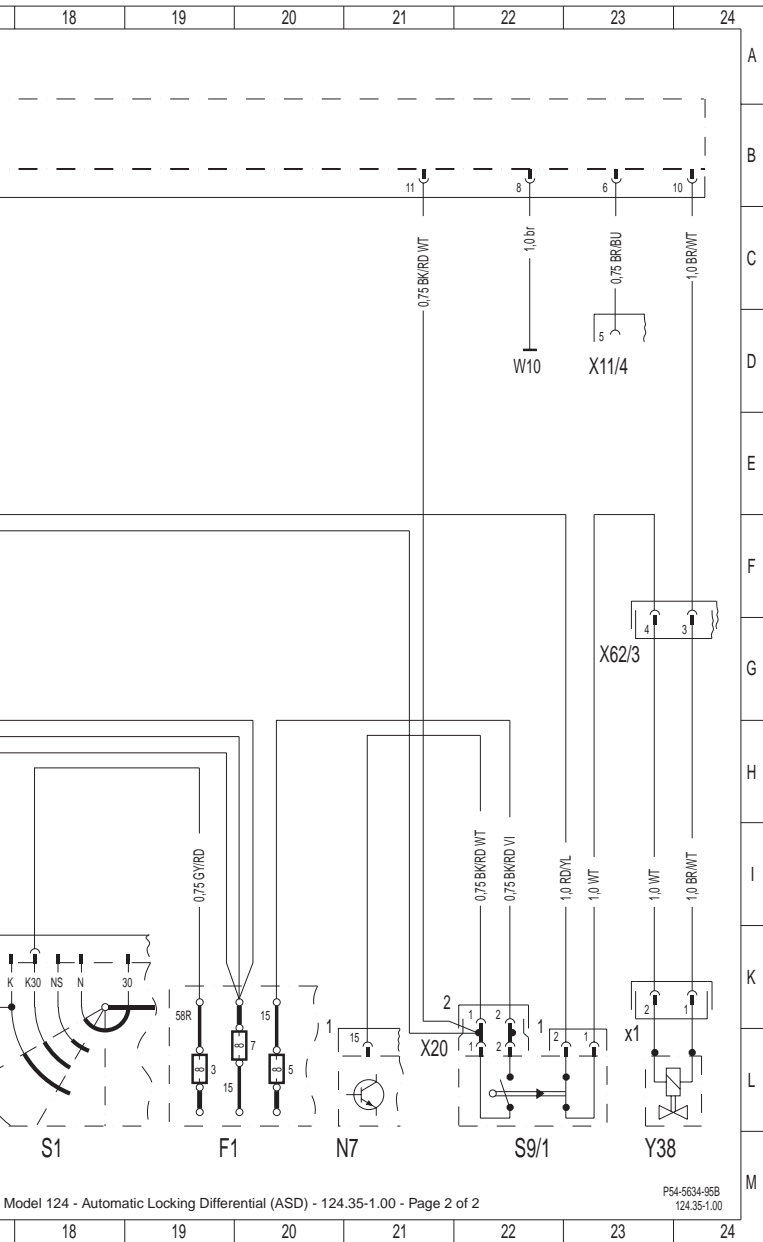 18 19 20 21 22 23 24
A
B
11 8 6 10
C
0,75 BK/RD WT
1,0 br
0,75 BR/BU
1,0 BR/WT
5
D
W10 X11/4
E
F
4 3
X62/3
G
H
0,75 GY/RD
0,75 BK/RD WT
0,75 BK/RD VI
1,0 RD/YL
1,0 WT
1,0 WT
1,0 BR/WT
I
K K30 NS N 30
K
58R 15
2 1 2
2 1
1 15
1
X20
1 2
2 1
x1
3 7 5
15
∞ ∞ ∞
L
S1 F1 N7 S9/1 Y38
M
Model 124 - Automatic Locking Differential (ASD) - 124.35-1.00 - Page 2 of 2
P54-5634-95B
124.35-1.00
18 19 20 21 22 23 24